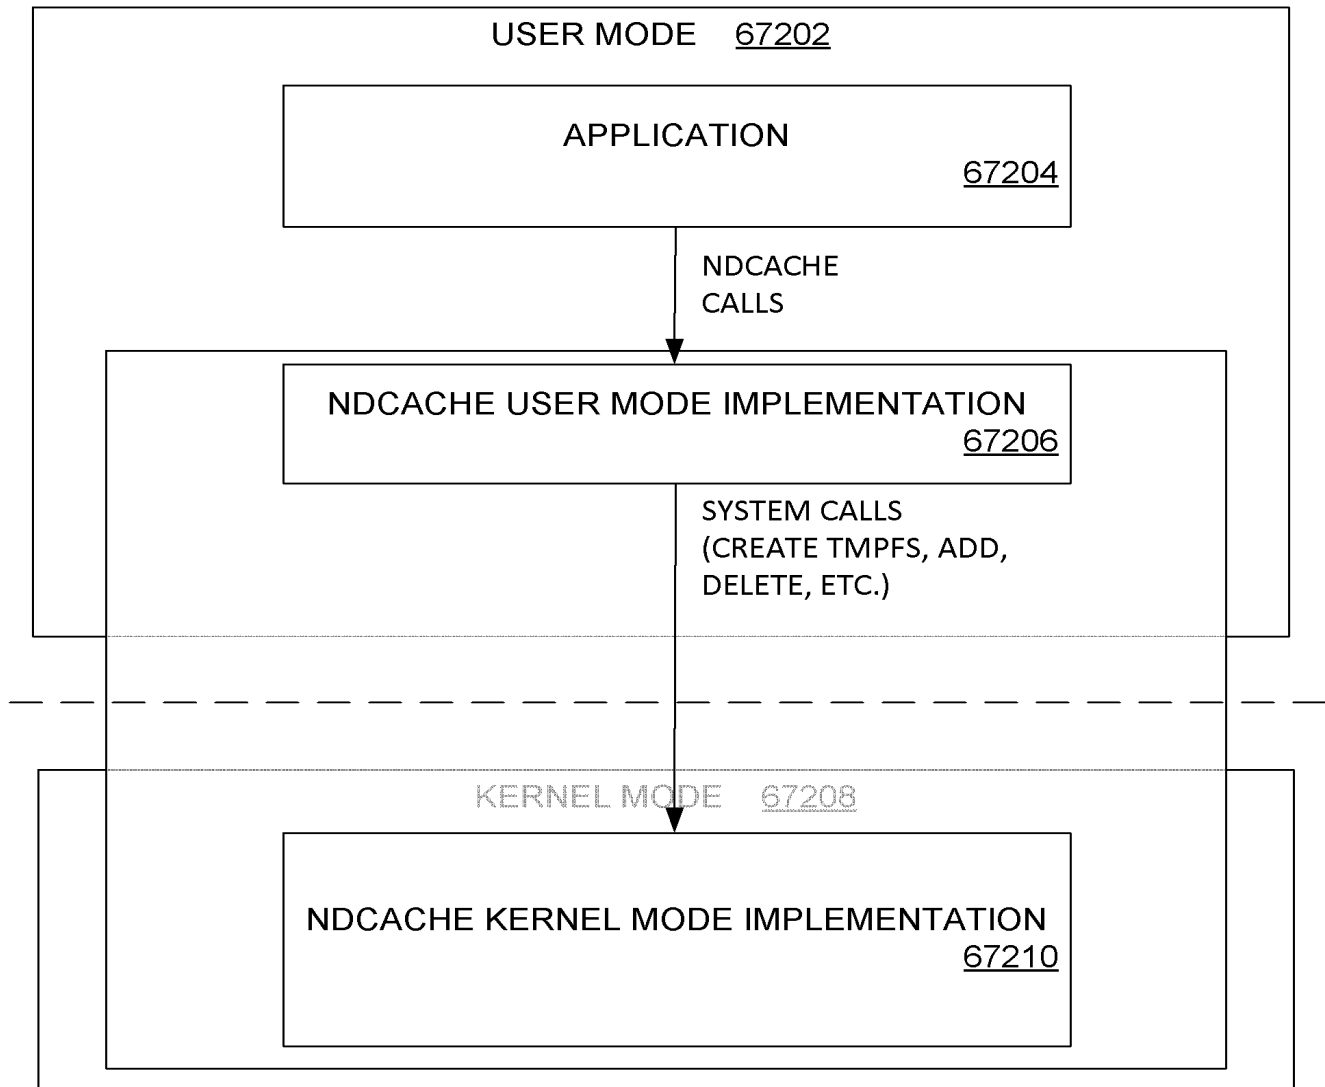 USER MODE 67202
APPLICATION
67204
NDCACHE
CALLS
NDCACHE USER MODE IMPLEMENTATION
67206
SYSTEM CALLS
(CREATE TMPFS, ADD,
DELETE, ETC.)
KERNEL MODE 67208
NDCACHE KERNEL MODE IMPLEMENTATION
67210